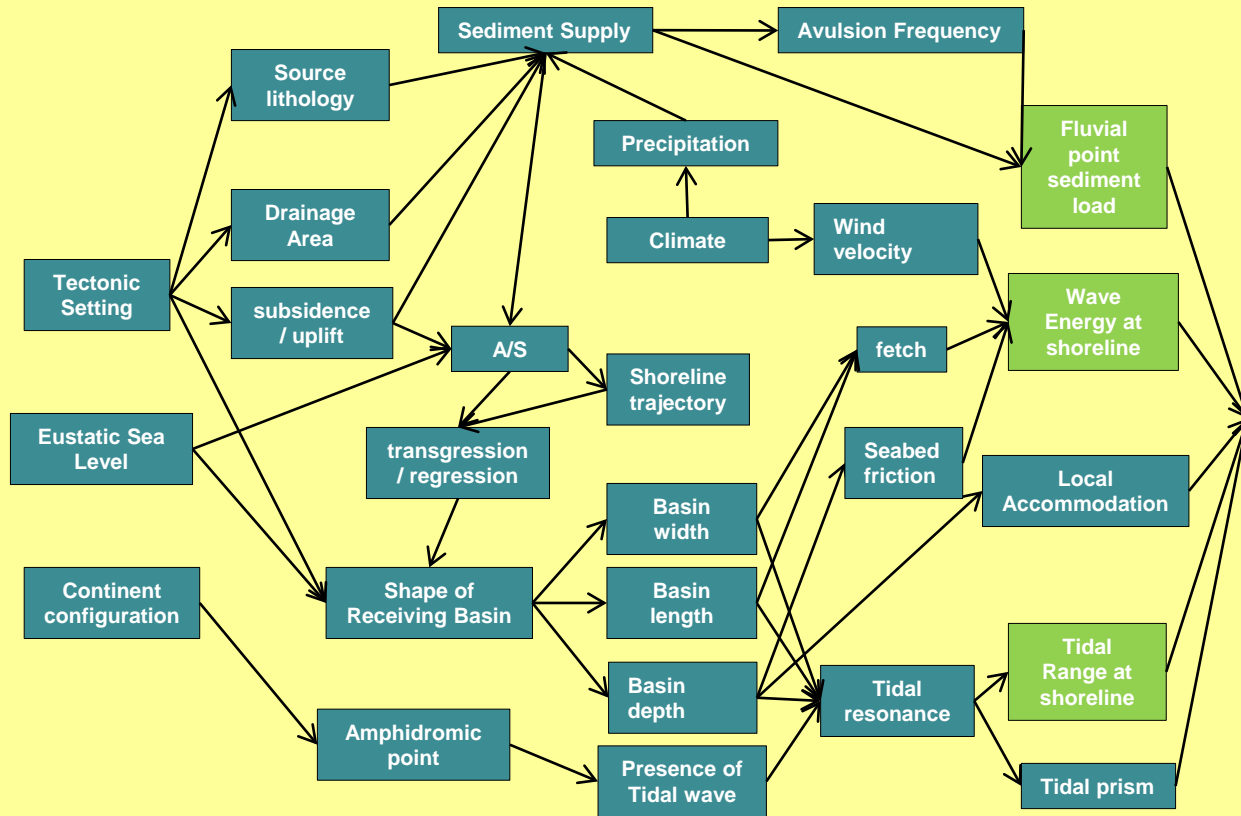 Sediment Supply
Avulsion Frequency
Source
lithology
Fluvial
point
sediment
load
Precipitation
Drainage
Area
Climate
Wind
velocity
Tectonic
Setting
subsidence
/ uplift
Wave
Energy at
shoreline
A/S
fetch
Shoreline
trajectory
Eustatic Sea
Level
transgression
/ regression
Seabed
friction
Local
Accommodation
Basin
width
Continent
configuration
Shape of
Receiving Basin
Basin
length
Tidal
Range at
shoreline
Basin
depth
Tidal
resonance
Amphidromic
point
Presence of
Tidal wave
Tidal prism